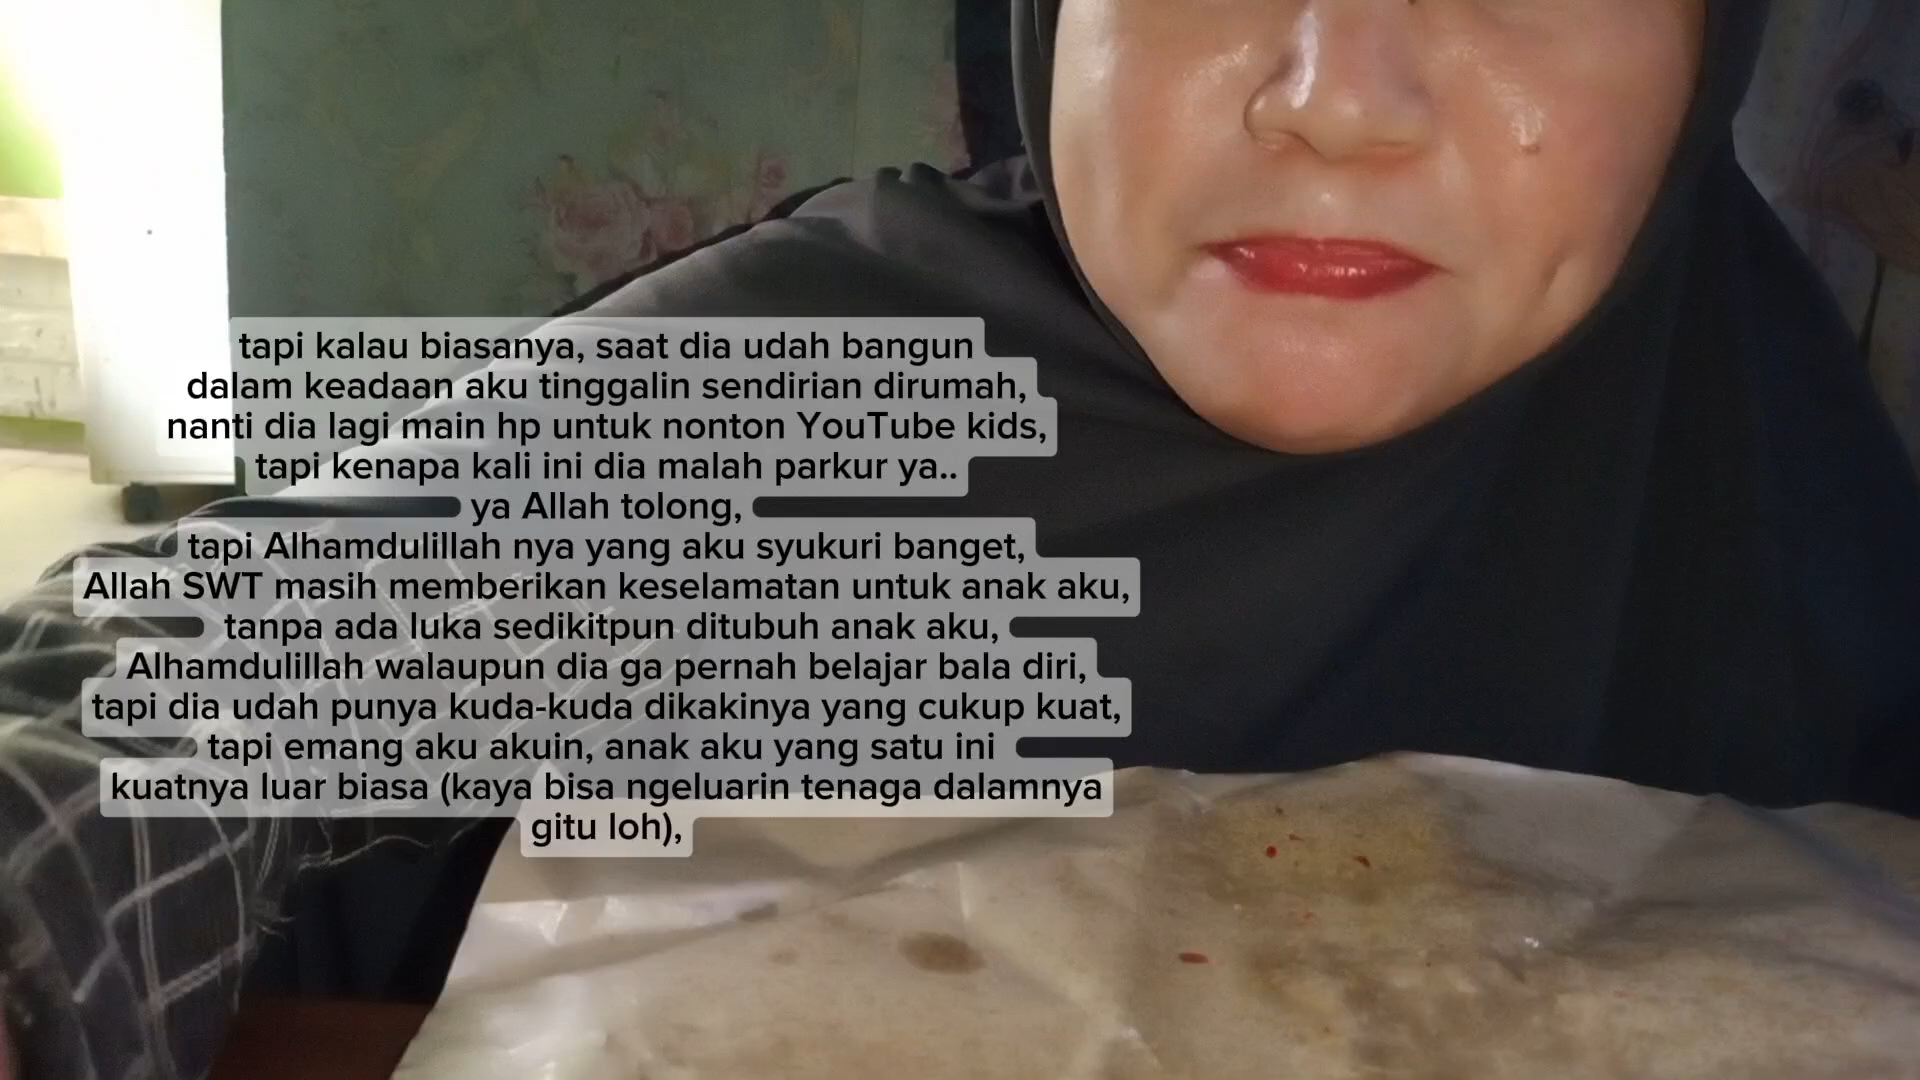 tapi kalau biasanya, saat dia udah bangun
dalam keadaan aku tinggalin sendirian dirumah,
nanti dia lagi main hp untuk nonton YouTube kids,
tapi kenapa kali ini dia malah parkur ya..
ya Allah tolong,
tapi Alhamdulillah nya yang aku syukuri banget,
Allah SWT masih memberikan keselamatan untuk anak aku,
tanpa ada luka sedikitpun ditubuh anak aku,
Alhamdulillah walaupun dia ga pernah belajar bala diri,
tapi dia udah punya kuda-kuda dikakinya yang cukup kuat,
tapi emang aku akuin, anak aku yang satu ini
kuatnya luar biasa (kaya bisa ngeluarin tenaga dalamnya
gitu loh),